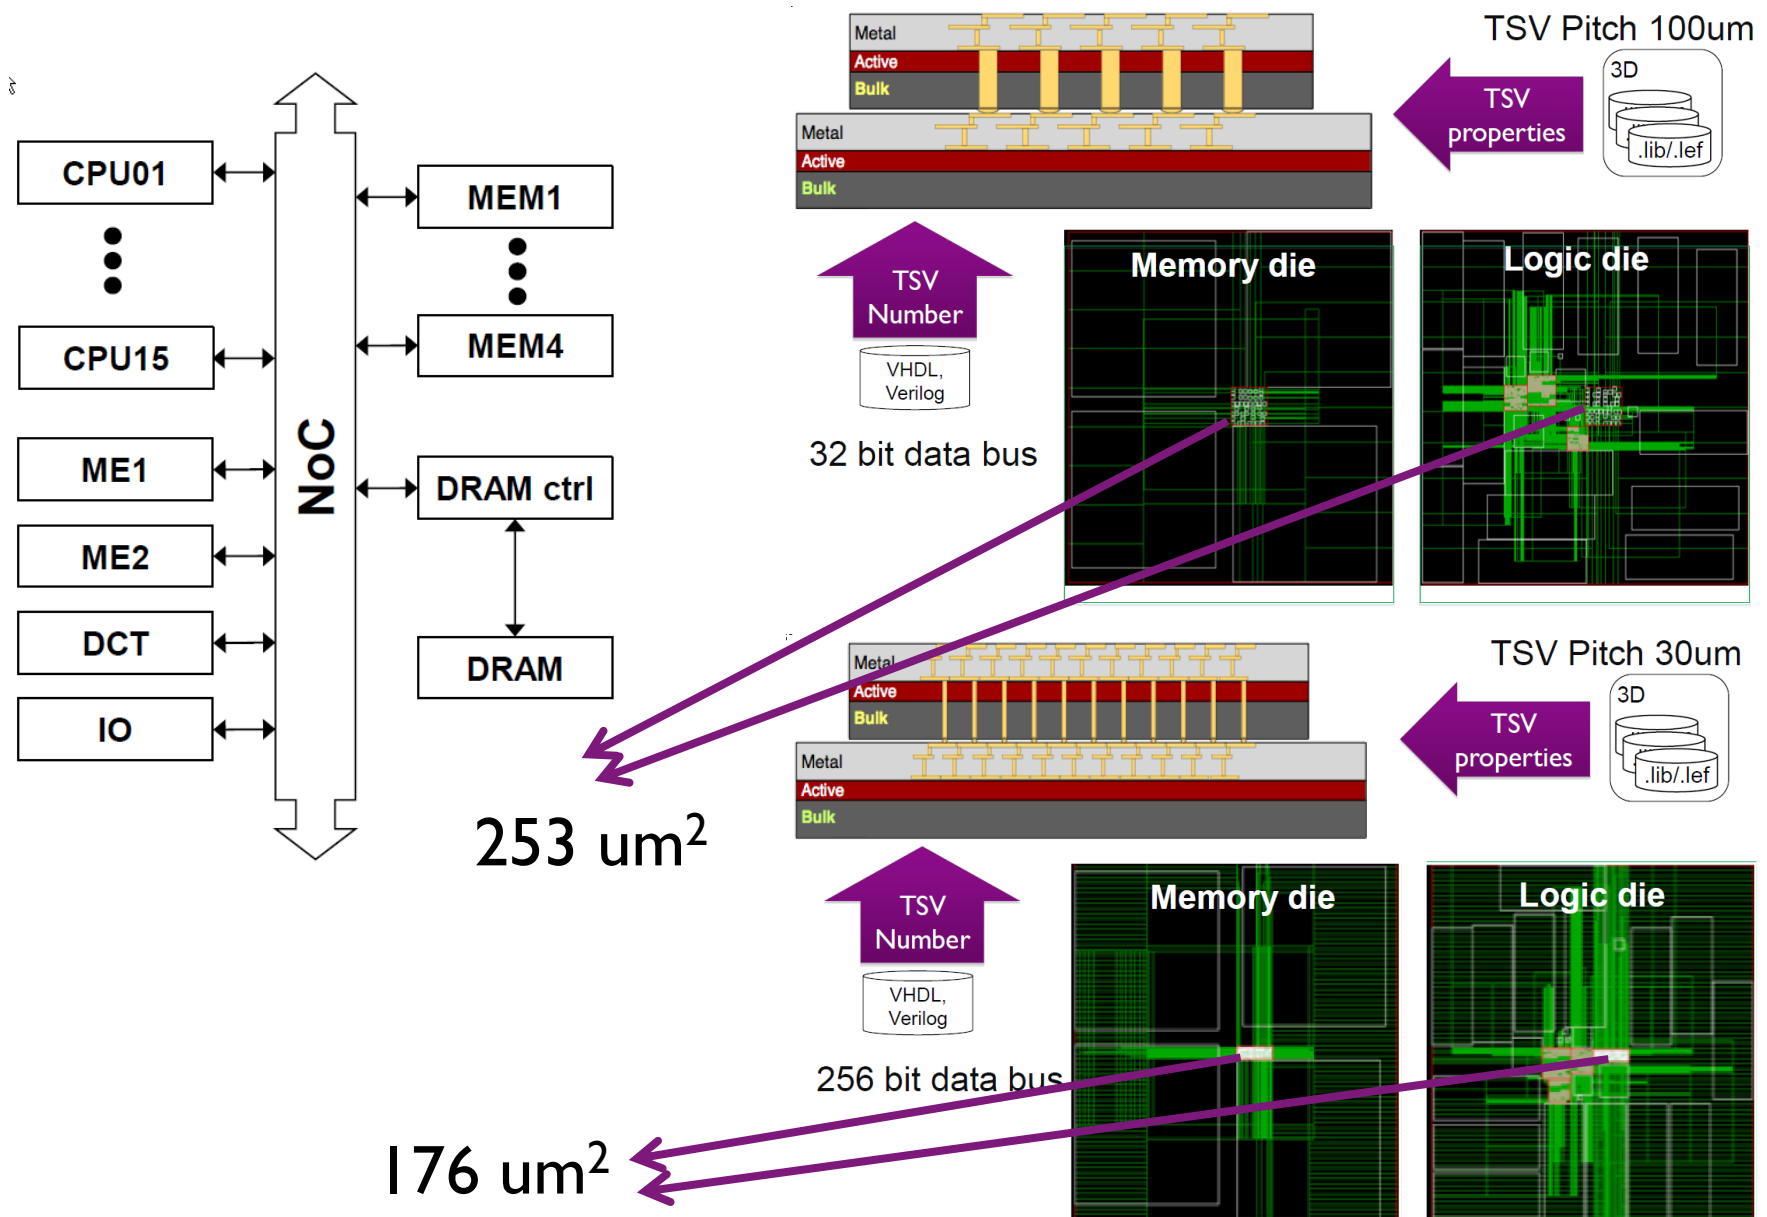 CPU01
CPU15
ME1
ME2
DCT
IO
NoC
MEM1
MEM4
DRAM ctrl
DRAM
Metal
Active
Bulk
Metal
Active
Bulk
TSV Pitch 100um
TSV
properties
3D
.lib/.lef
TSV
Number
VHDL,
Verilog
32 bit data bus
Memory die
Logic die
253 um²
Metal
Active
Bulk
Metal
Active
Bulk
TSV Pitch 30um
TSV
properties
3D
.lib/.lef
TSV
Number
VHDL,
Verilog
256 bit data bus
Memory die
Logic die
176 um²